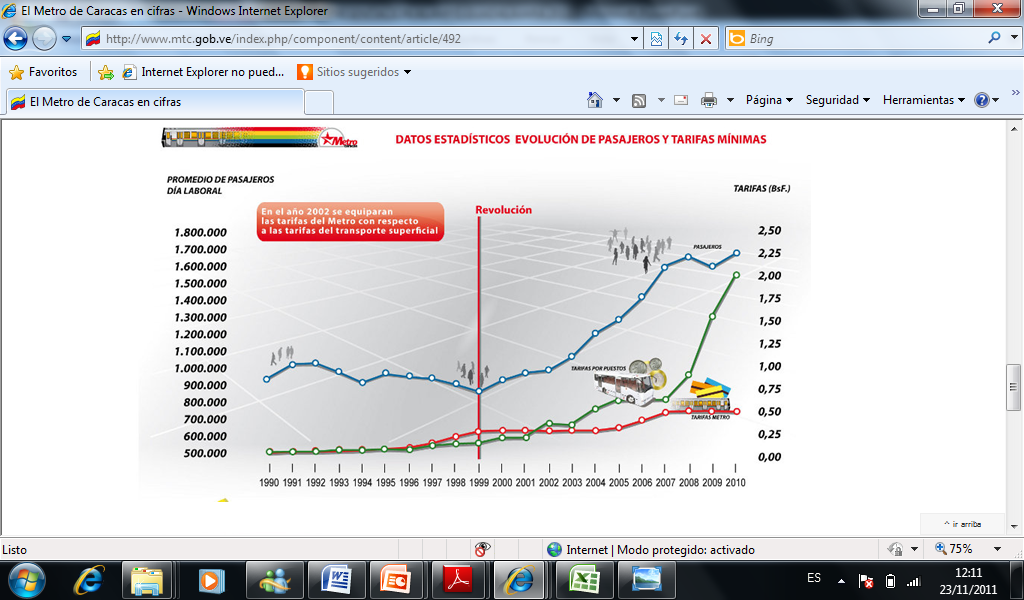 El Metro de Caracas en cifras - Windows Internet Explorer
http://www.mtc.gob.ve/index.php/component/content/article/492
Bing
Favoritos
Internet Explorer no pued...
Sitios sugeridos
El Metro de Caracas en cifras
Página
Seguridad
Herramientas
Metro
DATOS ESTADÍSTICOS EVOLUCIÓN DE PASAJEROS Y TARIFAS MÍNIMAS
PROMEDIO DE PASAJEROS
DÍA LABORAL
TARIFAS (BsF.)
En el año 2002 se equiparan
las tarifas del Metro con respecto
a las tarifas del transporte superficial
Revolución
1.800.000
1.700.000
1.600.000
1.500.000
1.400.000
1.300.000
1.200.000
1.100.000
1.000.000
900.000
800.000
700.000
600.000
500.000
PASAJEROS
TARIFAS POR PUESTOS
TARIFAS METRO
2,50
2,25
2,00
1,75
1,50
1,25
1,00
0,75
0,50
0,25
0,00
1990 1991 1992 1993 1994 1995 1996 1997 1998 1999 2000 2001 2002 2003 2004 2005 2006 2007 2008 2009 2010
^ ir arriba
Listo
Internet | Modo protegido: activado
75%
ES
12:11
23/11/2011